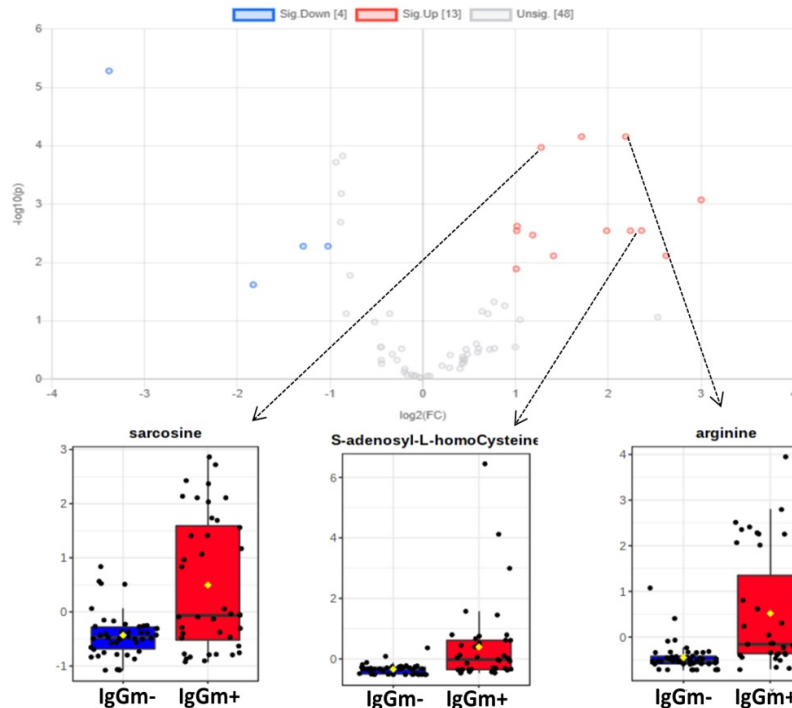 Sig.Down [4] Sig.Up [13] Unsig. [48]
6
5
4
3
2
1
0
-log10(p)
-4 -3 -2 -1 0 1 2 3 4
log2(FC)
sarcosine
3
2
1
0
-1
IgGm- IgGm+
S-adenosyl-L-homoCysteine
6
4
2
0
IgGm- IgGm+
arginine
4
3
2
1
0
IgGm- IgGm+